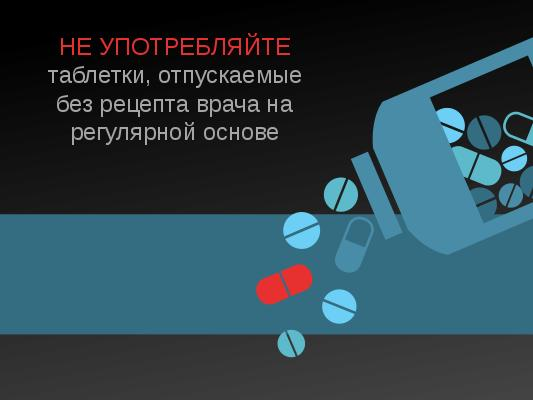 НЕ УПОТРЕБЛЯЙТЕ
таблетки, отпускаемые
без рецепта врача на
регулярной основе